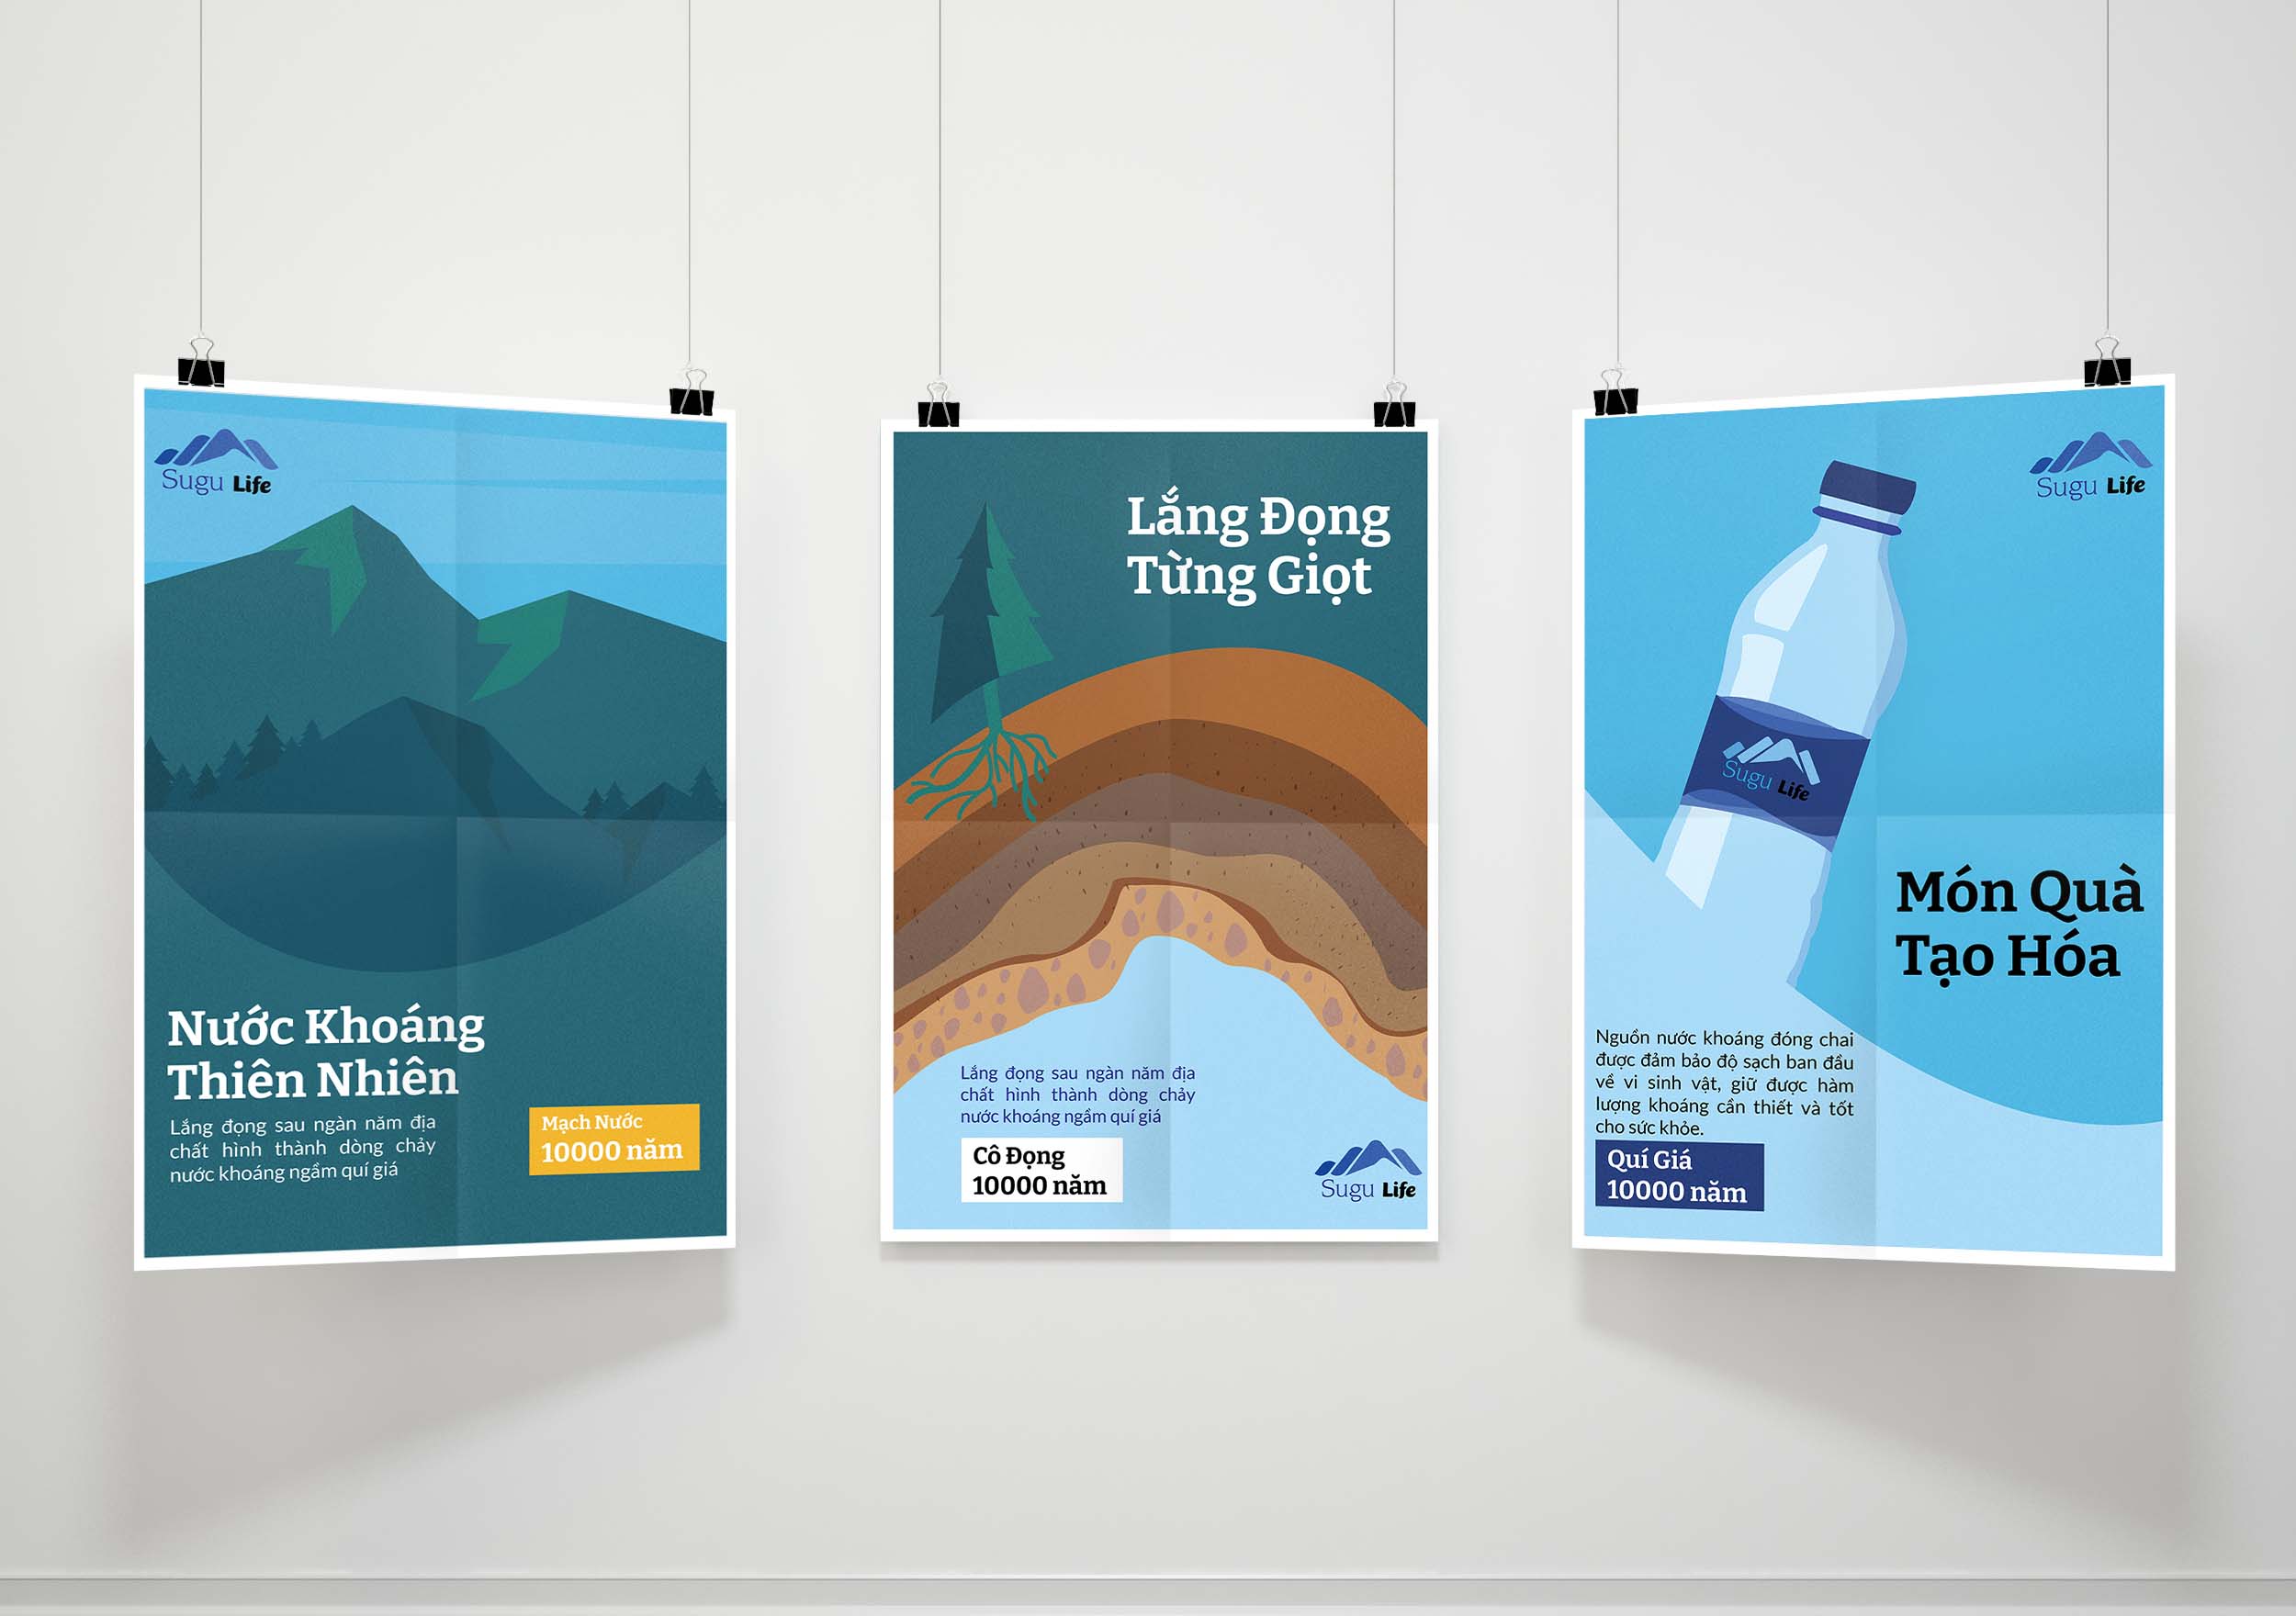 Sugu Life
Nước Khoáng
Thiên Nhiên
Lắng đọng sau ngàn năm địa
chất hình thành dòng chảy
nước khoáng ngầm quí giá
Mạch Nước
10000 năm
Lắng Đọng
Từng Giọt
Lắng đọng sau ngàn năm địa
chất hình thành dòng chảy
nước khoáng ngầm quí giá
Cô Đọng
10000 năm
Sugu Life
Sugu Life
Sugu Life
Món Quà
Tạo Hóa
Nguồn nước khoáng đóng chai
được đảm bảo độ sạch ban đầu
về vi sinh vật, giữ được hàm
lượng khoáng cần thiết và tốt
cho sức khỏe.
Quí Giá
10000 năm